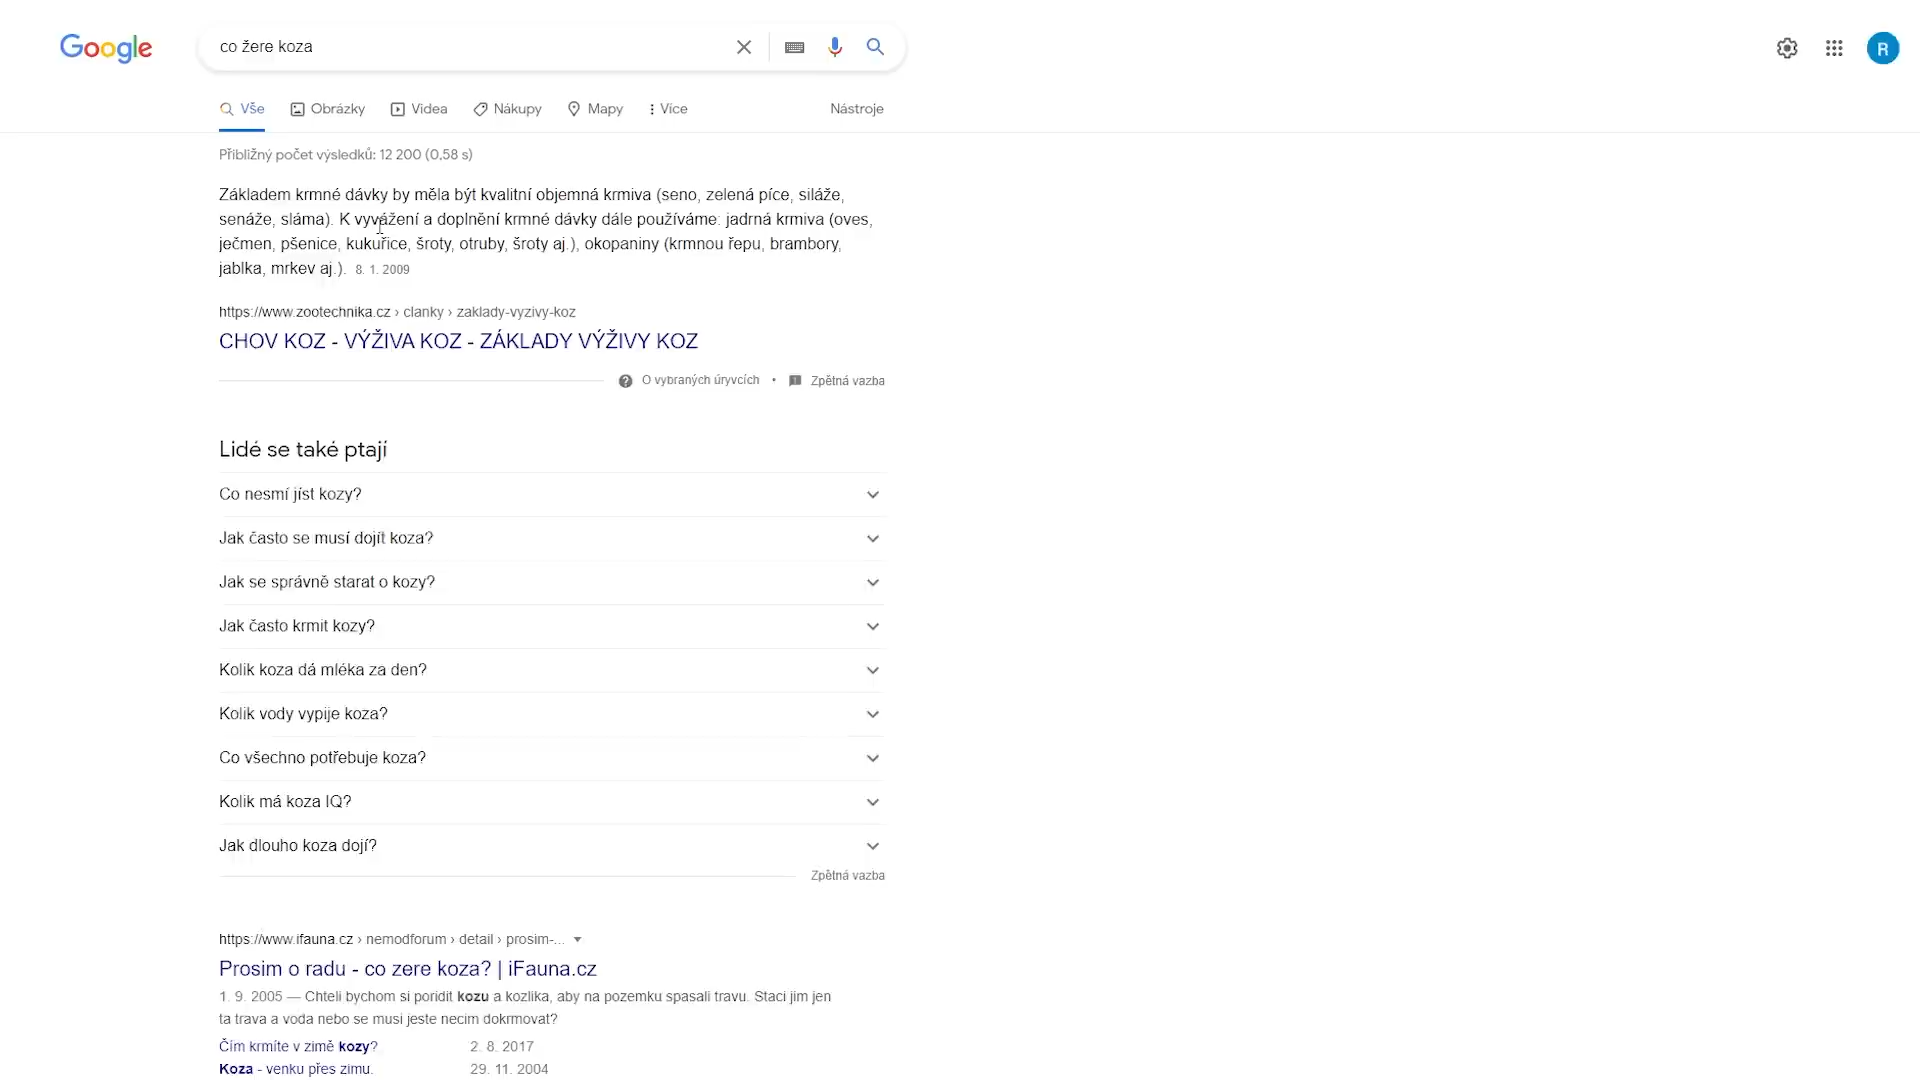 Google
co žere koza
R
Vše
Obrázky
Videa
Nákupy
Mapy
Více
Nástroje
Přibližný počet výsledků: 12 200 (0,58 s)
Základem krmné dávky by měla být kvalitní objemná krmiva (seno, zelená píce, siláže,
senáže, sláma). K vyvážení a doplnění krmné dávky dále používáme: jadrná krmiva (oves,
ječmen, pšenice, kukuřice, šroty, otruby, šroty aj.), okopaniny (krmnou řepu, brambory,
jablka, mrkev aj.). 8. 1. 2009
https://www.zootechnika.cz › clanky › zaklady-vyzivy-koz
CHOV KOZ - VÝŽIVA KOZ - ZÁKLADY VÝŽIVY KOZ
O vybraných úryvcích • Zpětná vazba
Lidé se také ptají
Co nesmí jíst kozy?
Jak často se musí dojít koza?
Jak se správně starat o kozy?
Jak často krmit kozy?
Kolik koza dá mléka za den?
Kolik vody vypije koza?
Co všechno potřebuje koza?
Kolik má koza IQ?
Jak dlouho koza dojí?
Zpětná vazba
https://www.ifauna.cz › nemodforum › detail › prosim-...
Prosim o radu - co zere koza? | iFauna.cz
1. 9. 2005 — Chteli bychom si poridit kozu a kozlika, aby na pozemku spasali travu. Staci jim jen
ta trava a voda nebo se musi jeste necim dokrmovat?
Čím krmíte v zimě kozy? 2. 8. 2017
Koza - venku přes zimu. 29. 11. 2004